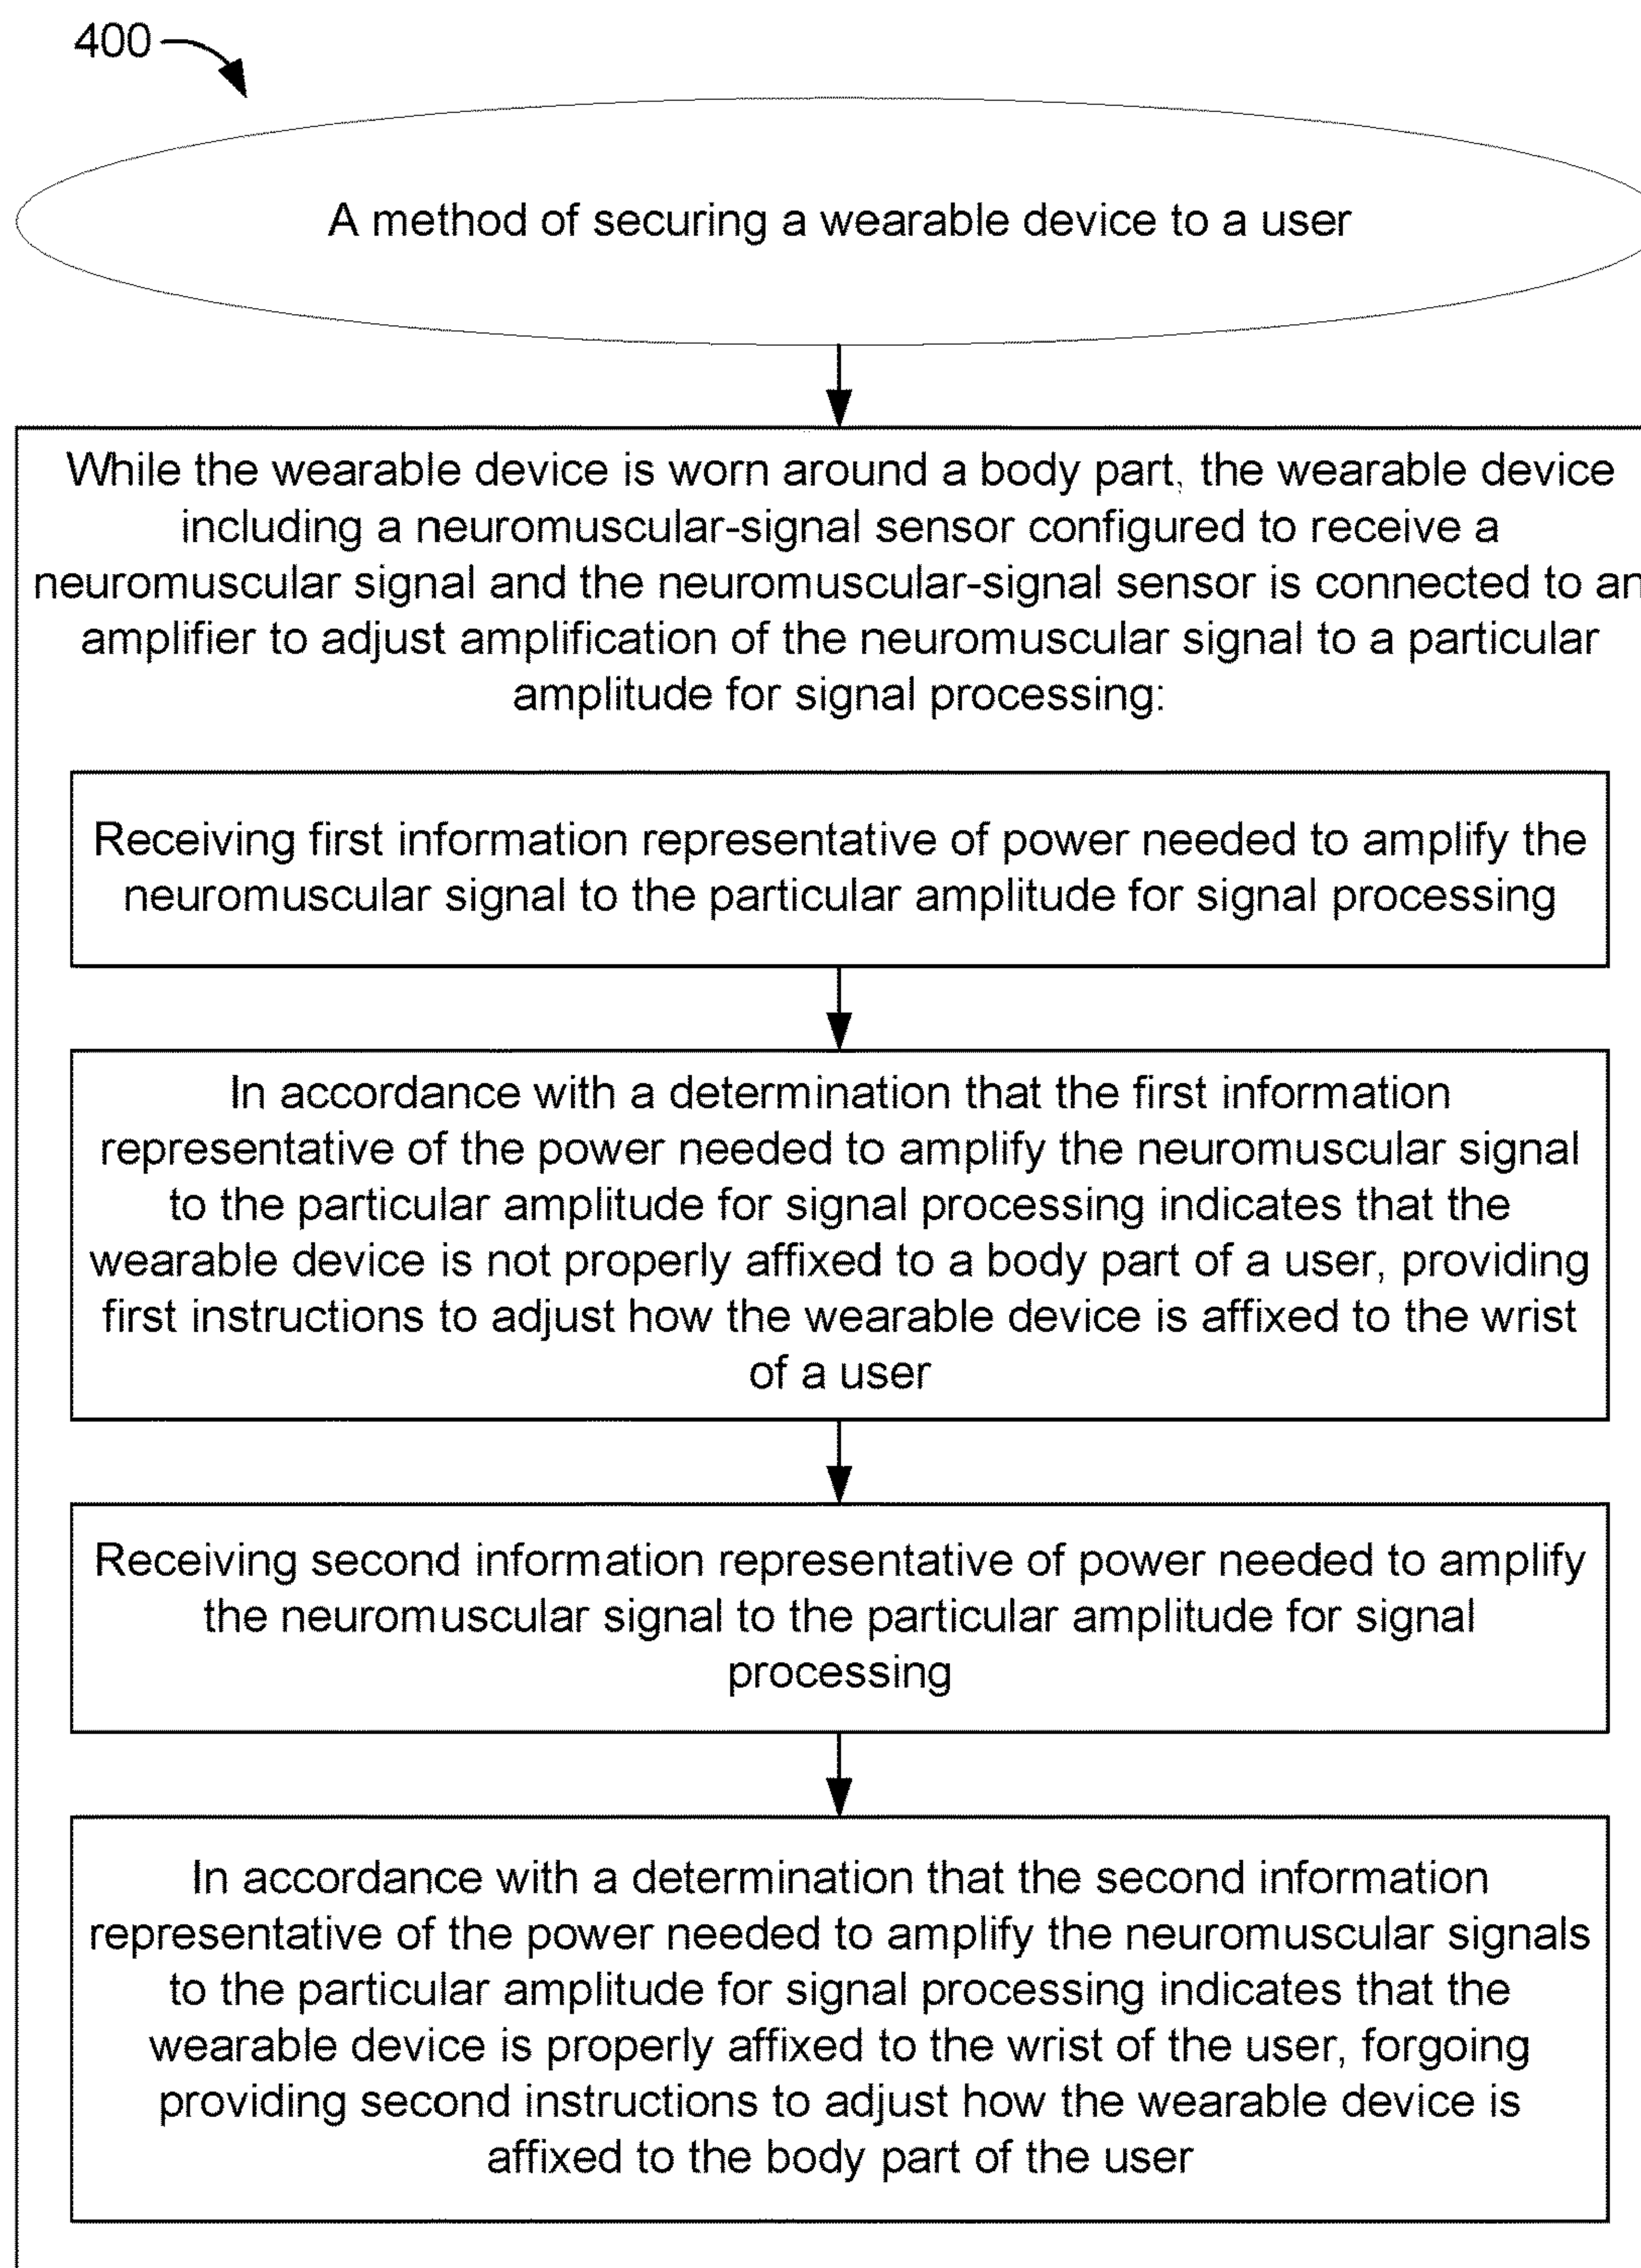 400
A method of securing a wearable device to a user
While the wearable device is worn around a body part, the wearable device
including a neuromuscular-signal sensor configured to receive a
neuromuscular signal and the neuromuscular-signal sensor is connected to an
amplifier to adjust amplification of the neuromuscular signal to a particular
amplitude for signal processing:
Receiving first information representative of power needed to amplify the
neuromuscular signal to the particular amplitude for signal processing
In accordance with a determination that the first information
representative of the power needed to amplify the neuromuscular signal
to the particular amplitude for signal processing indicates that the
wearable device is not properly affixed to a body part of a user, providing
first instructions to adjust how the wearable device is affixed to the wrist
of a user
Receiving second information representative of power needed to amplify
the neuromuscular signal to the particular amplitude for signal
processing
In accordance with a determination that the second information
representative of the power needed to amplify the neuromuscular signals
to the particular amplitude for signal processing indicates that the
wearable device is properly affixed to the wrist of the user, forgoing
providing second instructions to adjust how the wearable device is
affixed to the body part of the user